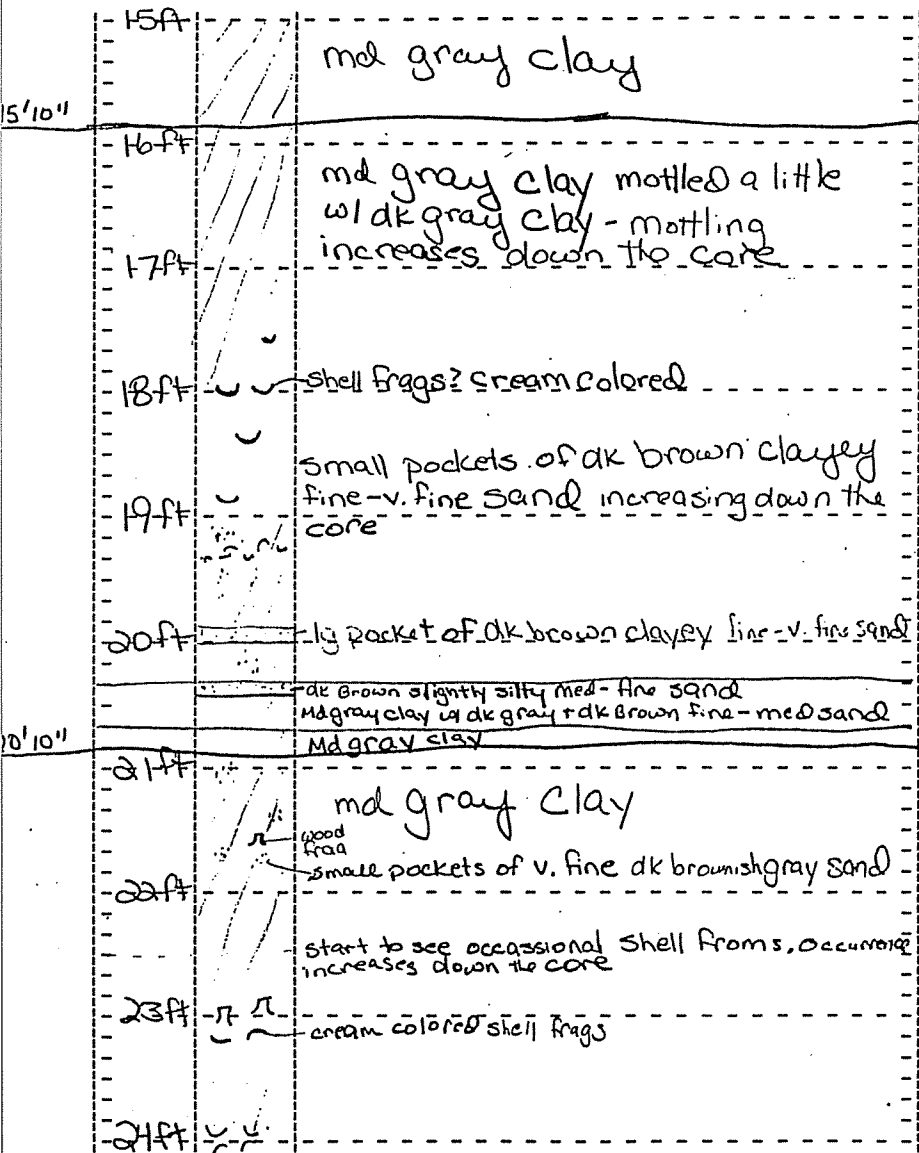 15ft
md gray clay
15'10"
16ft
md gray clay mottled a little
w/ dk gray clay - mottling
increases down the core
17ft
18ft
shell frags? cream colored
small pockets of dk brown clayey
fine-v. fine sand increasing down the
core
19ft
20ft
lg pocket of dk brown clayey fine-v. fine sand
dk Brown slightly silty med-fine sand
Md gray clay w/ dk gray + dk Brown fine-med sand
Md gray clay
20'10"
21ft
md gray clay
wood
frag
small pockets of v. fine dk brownish gray sand
22ft
start to see occassional shell frags, occurrence
increases down the core
23ft
cream colored shell frags
24ft